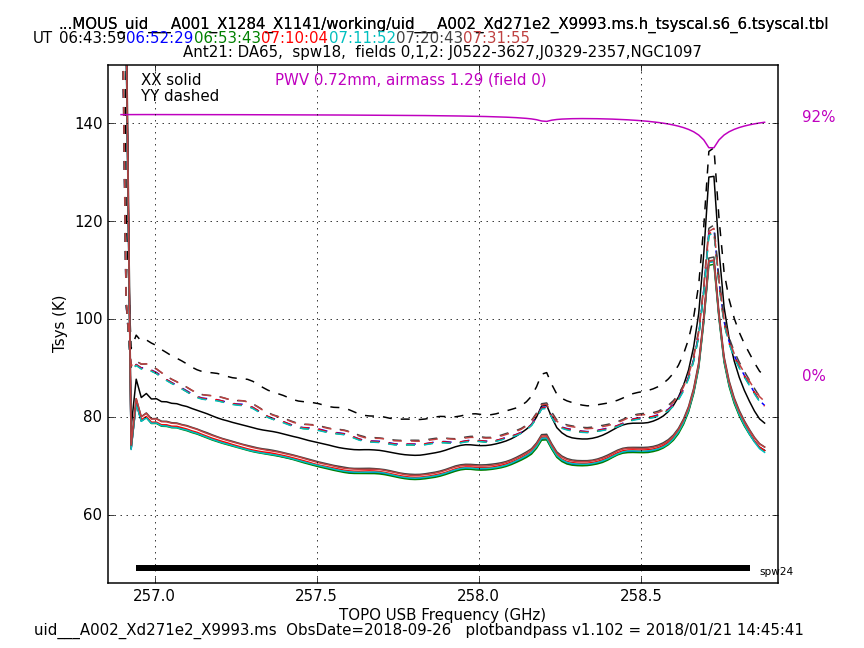 ...MOUS_uid___A001_X1284_X1141/working/uid___A002_Xd271e2_X9993.ms.h_tsyscal.s6_6.tsyscal.tbl
UT 06:43:59 06:52:29 06:53:43 07:10:04 07:11:52 07:20:43 07:31:55
Ant21: DA65,  spw18,  fields 0,1,2: J0522-3627,J0329-2357,NGC1097
XX solid
PWV 0.72mm, airmass 1.29 (field 0)
YY dashed
92%
0%
140
120
100
80
60
Tsys (K)
spw24
257.0
257.5
258.0
258.5
TOPO USB Frequency (GHz)
uid___A002_Xd271e2_X9993.ms  ObsDate=2018-09-26   plotbandpass v1.102 = 2018/01/21 14:45:41